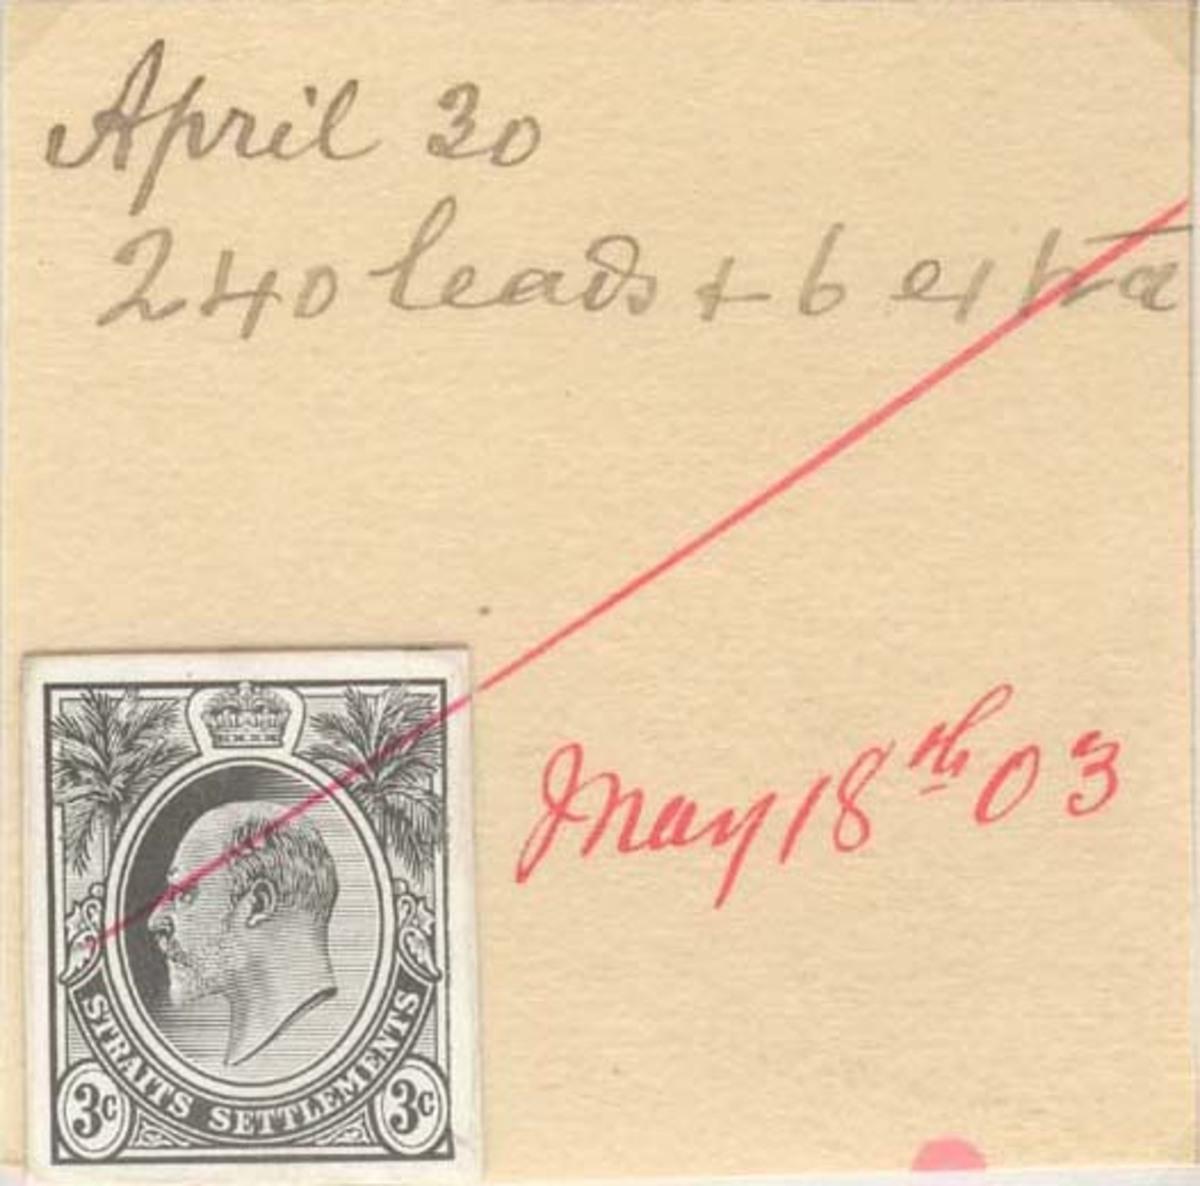 April 30
240 leads + 6 extra
May 18th 03
STRAITS SETTLEMENTS
3c 3c